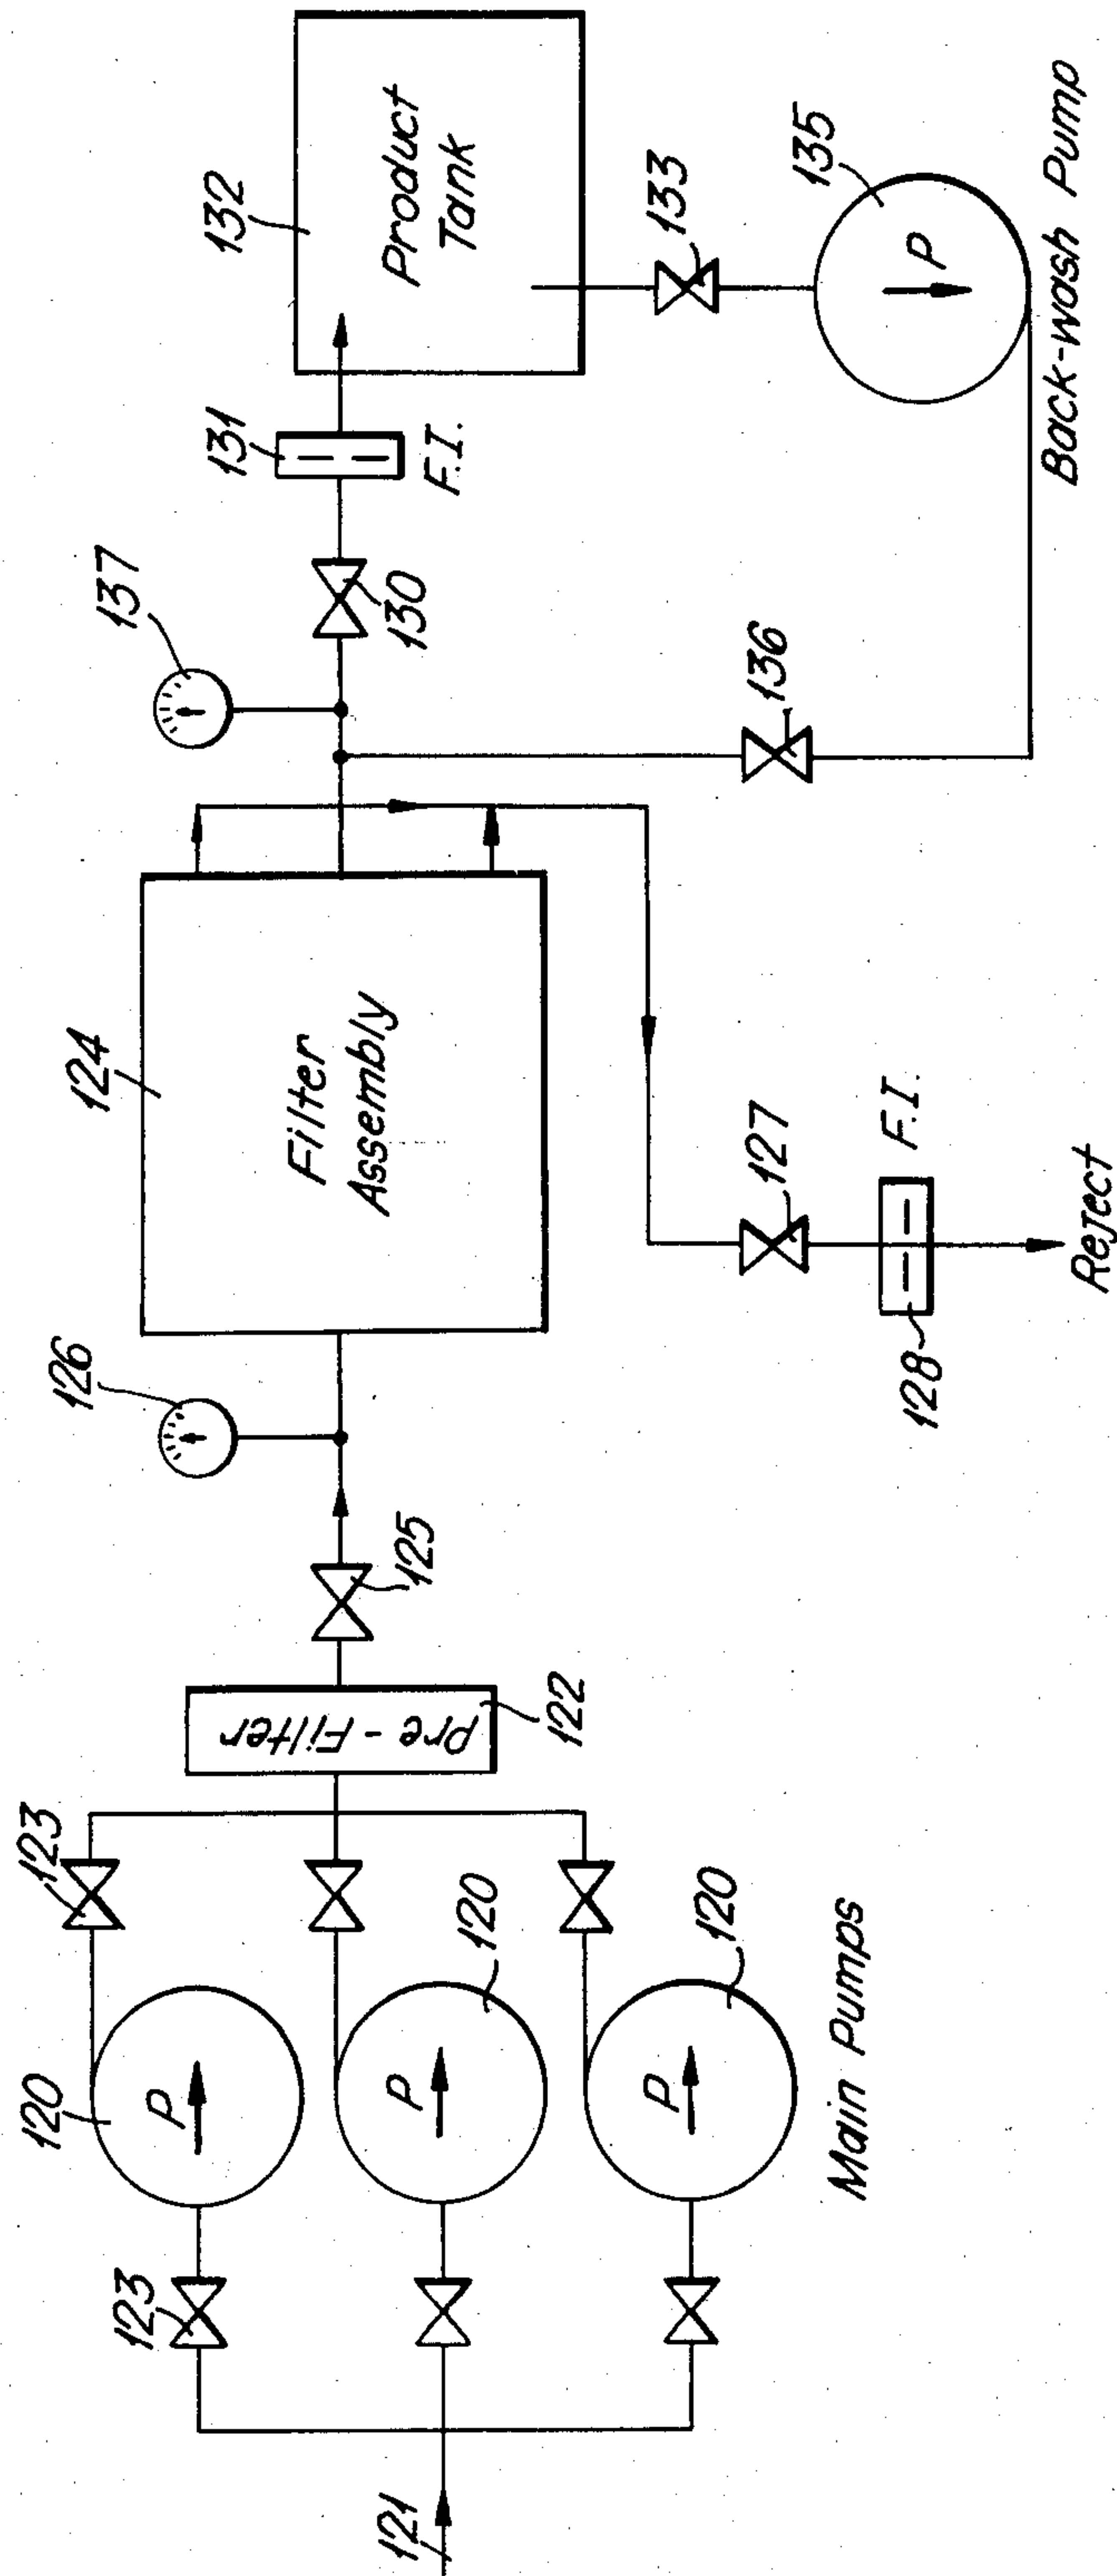 121
123
120
P
123
120
P
120
P
Main Pumps
Pre-Filter
122
125
126
124
Filter
Assembly
127
128
F.I.
Reject
137
130
131
F.I.
136
132
Product
Tank
133
135
P
Back-wash Pump